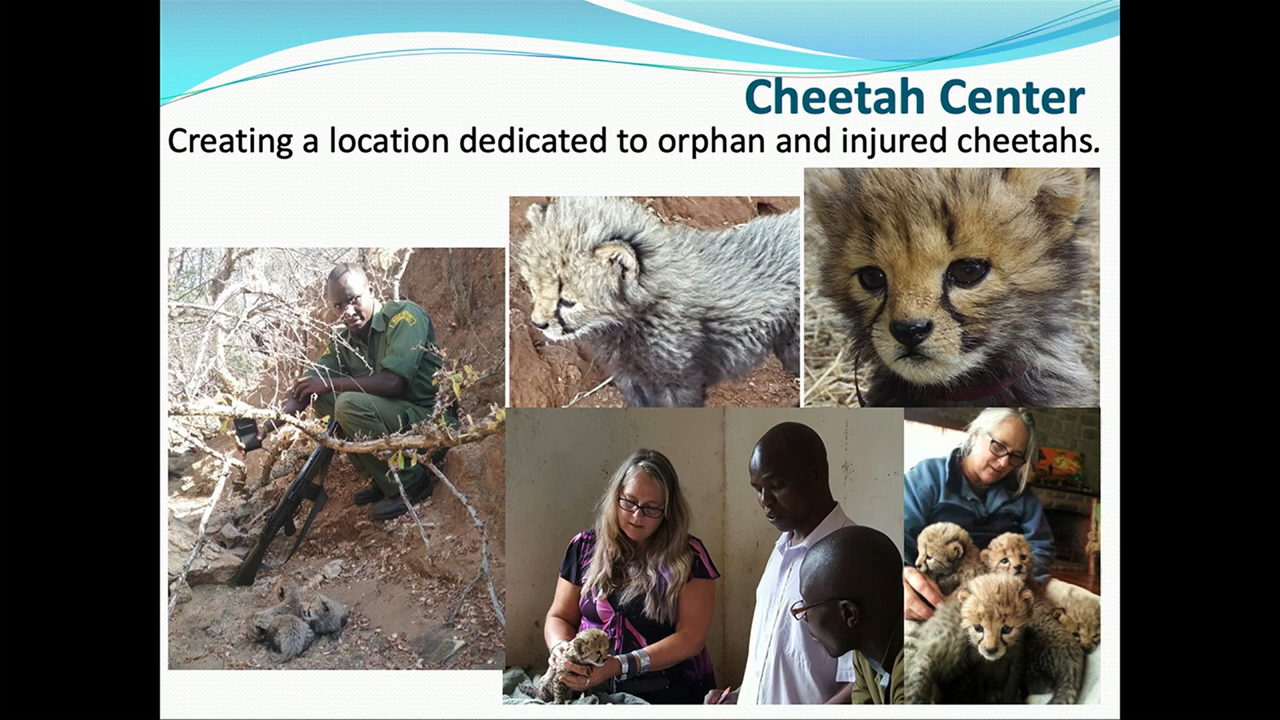 Cheetah Center
Creating a location dedicated to orphan and injured cheetahs.